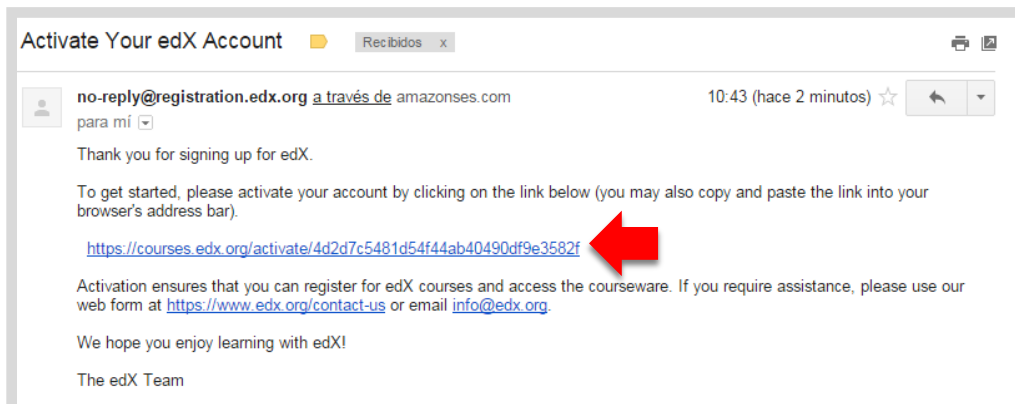 Activate Your edX Account Recibidos x
no-reply@registration.edx.org a través de amazonses.com 10:43 (hace 2 minutos)
para mí
Thank you for signing up for edX.
To get started, please activate your account by clicking on the link below (you may also copy and paste the link into your
browser's address bar).
https://courses.edx.org/activate/4d2d7c5481d54f44ab40490df9e3582f
Activation ensures that you can register for edX courses and access the courseware. If you require assistance, please use our
web form at https://www.edx.org/contact-us or email info@edx.org.
We hope you enjoy learning with edX!
The edX Team